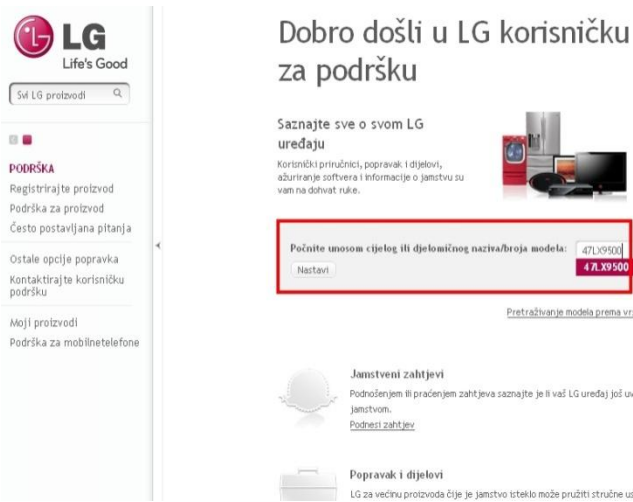 LG
Life's Good
Svi LG proizvodi
PODRŠKA
Registrirajte proizvod
Podrška za proizvod
Često postavljana pitanja
Ostale opcije popravka
Kontaktirajte korisničku
podršku
Moji proizvodi
Podrška za mobilnetelefone
Dobro došli u LG korisničku
za podršku
Saznajte sve o svom LG
uređaju
Korisnički priručnici, popravak i dijelovi,
ažuriranje softvera i informacije o jamstvu su
vam na dohvat ruke.
Počnite unosom cijelog ili djelomičnog naziva/broja modela: 47LX9500
47LX9500
Nastavi
Pretraživanje modela prema vr
Jamstveni zahtjevi
Podnošenjem ili praćenjem zahtjeva saznajte je li vaš LG uređaj još uv
jamstvom.
Podnesi zahtjev
Popravak i dijelovi
LG za većinu proizvoda čije je jamstvo isteklo može pružiti stručne us